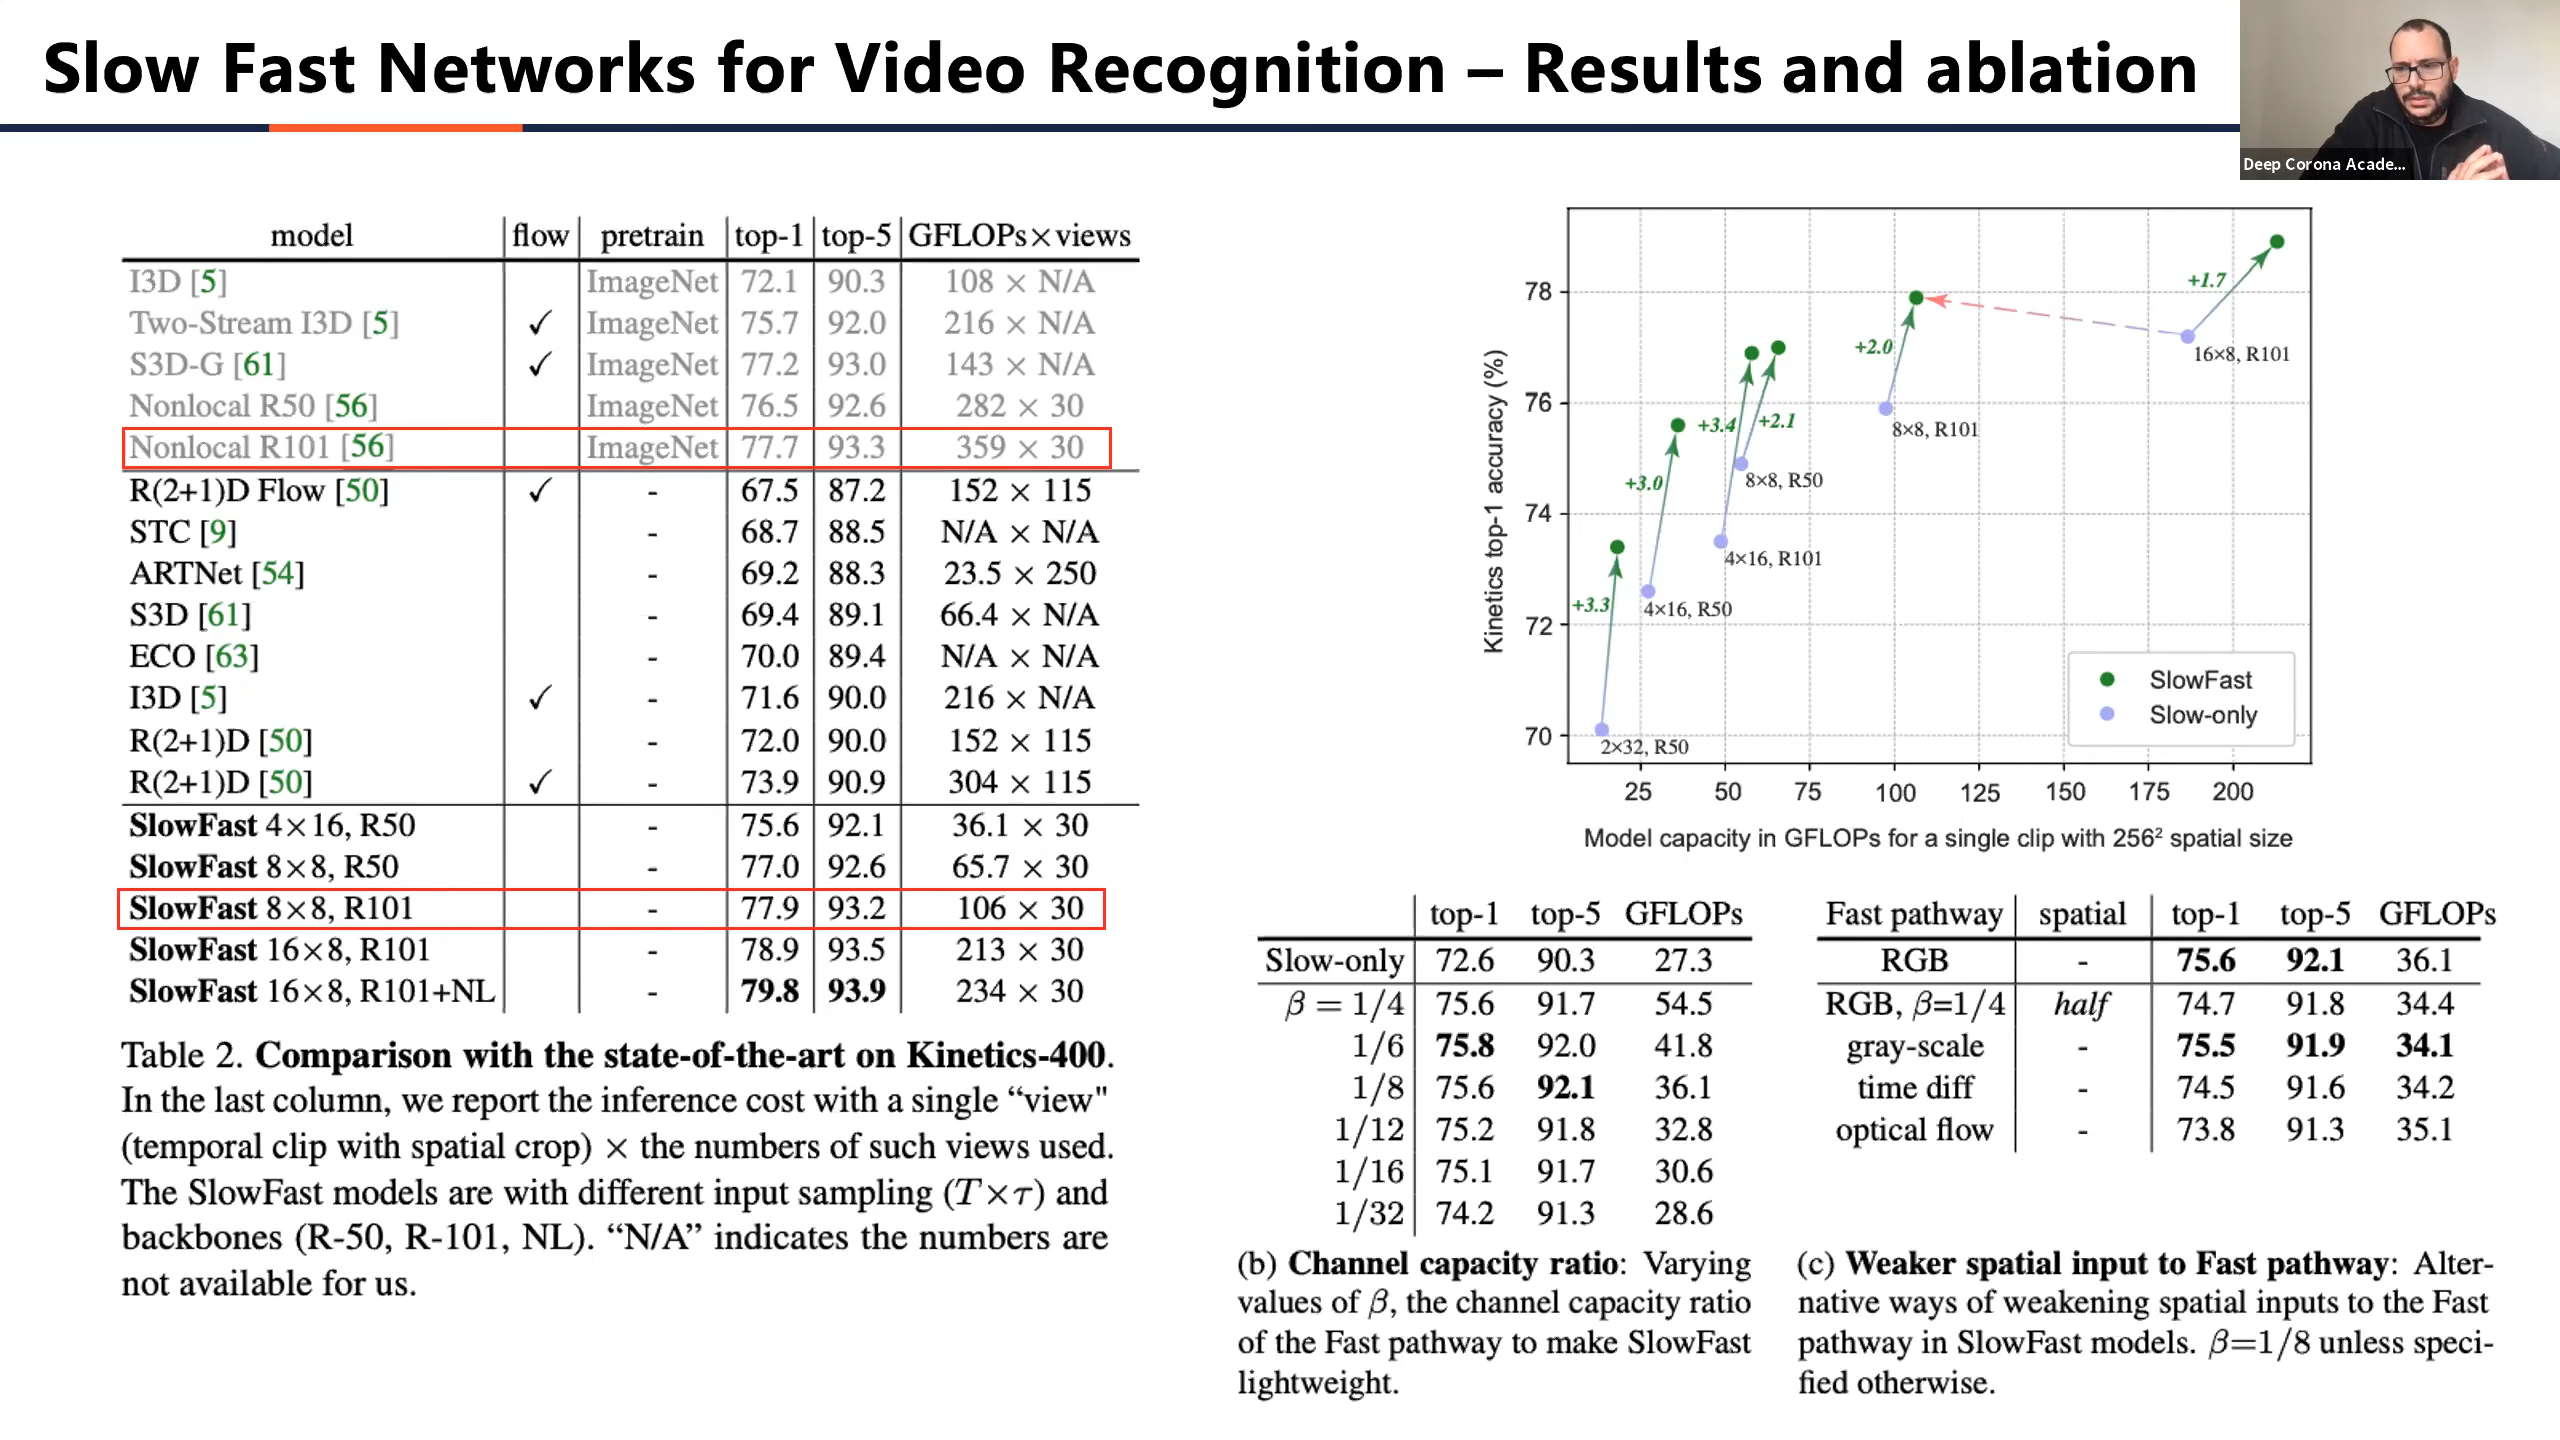 Slow Fast Networks for Video Recognition – Results and ablation
Deep Corona Acade...
model flow pretrain top-1 top-5 GFLOPs×views
I3D [5] ImageNet 72.1 90.3 108 × N/A
Two-Stream I3D [5] ✓ ImageNet 75.7 92.0 216 × N/A
S3D-G [61] ✓ ImageNet 77.2 93.0 143 × N/A
Nonlocal R50 [56] ImageNet 76.5 92.6 282 × 30
Nonlocal R101 [56] ImageNet 77.7 93.3 359 × 30
R(2+1)D Flow [50] ✓ - 67.5 87.2 152 × 115
STC [9] - 68.7 88.5 N/A × N/A
ARTNet [54] - 69.2 88.3 23.5 × 250
S3D [61] - 69.4 89.1 66.4 × N/A
ECO [63] - 70.0 89.4 N/A × N/A
I3D [5] ✓ - 71.6 90.0 216 × N/A
R(2+1)D [50] - 72.0 90.0 152 × 115
R(2+1)D [50] ✓ - 73.9 90.9 304 × 115
SlowFast 4×16, R50 - 75.6 92.1 36.1 × 30
SlowFast 8×8, R50 - 77.0 92.6 65.7 × 30
SlowFast 8×8, R101 - 77.9 93.2 106 × 30
SlowFast 16×8, R101 - 78.9 93.5 213 × 30
SlowFast 16×8, R101+NL - 79.8 93.9 234 × 30
Table 2. Comparison with the state-of-the-art on Kinetics-400.
In the last column, we report the inference cost with a single “view"
(temporal clip with spatial crop) × the numbers of such views used.
The SlowFast models are with different input sampling (T×τ) and
backbones (R-50, R-101, NL). “N/A” indicates the numbers are
not available for us.
Kinetics top-1 accuracy (%)
78
76
74
72
70
+1.7
+2.0
16×8, R101
+3.4
+2.1
8×8, R101
+3.0
8×8, R50
4×16, R101
+3.3
4×16, R50
2×32, R50
SlowFast
Slow-only
25 50 75 100 125 150 175 200
Model capacity in GFLOPs for a single clip with 256² spatial size
top-1 top-5 GFLOPs
Slow-only 72.6 90.3 27.3
β = 1/4 75.6 91.7 54.5
1/6 75.8 92.0 41.8
1/8 75.6 92.1 36.1
1/12 75.2 91.8 32.8
1/16 75.1 91.7 30.6
1/32 74.2 91.3 28.6
(b) Channel capacity ratio: Varying
values of β, the channel capacity ratio
of the Fast pathway to make SlowFast
lightweight.
Fast pathway spatial top-1 top-5 GFLOPs
RGB - 75.6 92.1 36.1
RGB, β=1/4 half 74.7 91.8 34.4
gray-scale - 75.5 91.9 34.1
time diff - 74.5 91.6 34.2
optical flow - 73.8 91.3 35.1
(c) Weaker spatial input to Fast pathway: Alter-
native ways of weakening spatial inputs to the Fast
pathway in SlowFast models. β=1/8 unless speci-
fied otherwise.